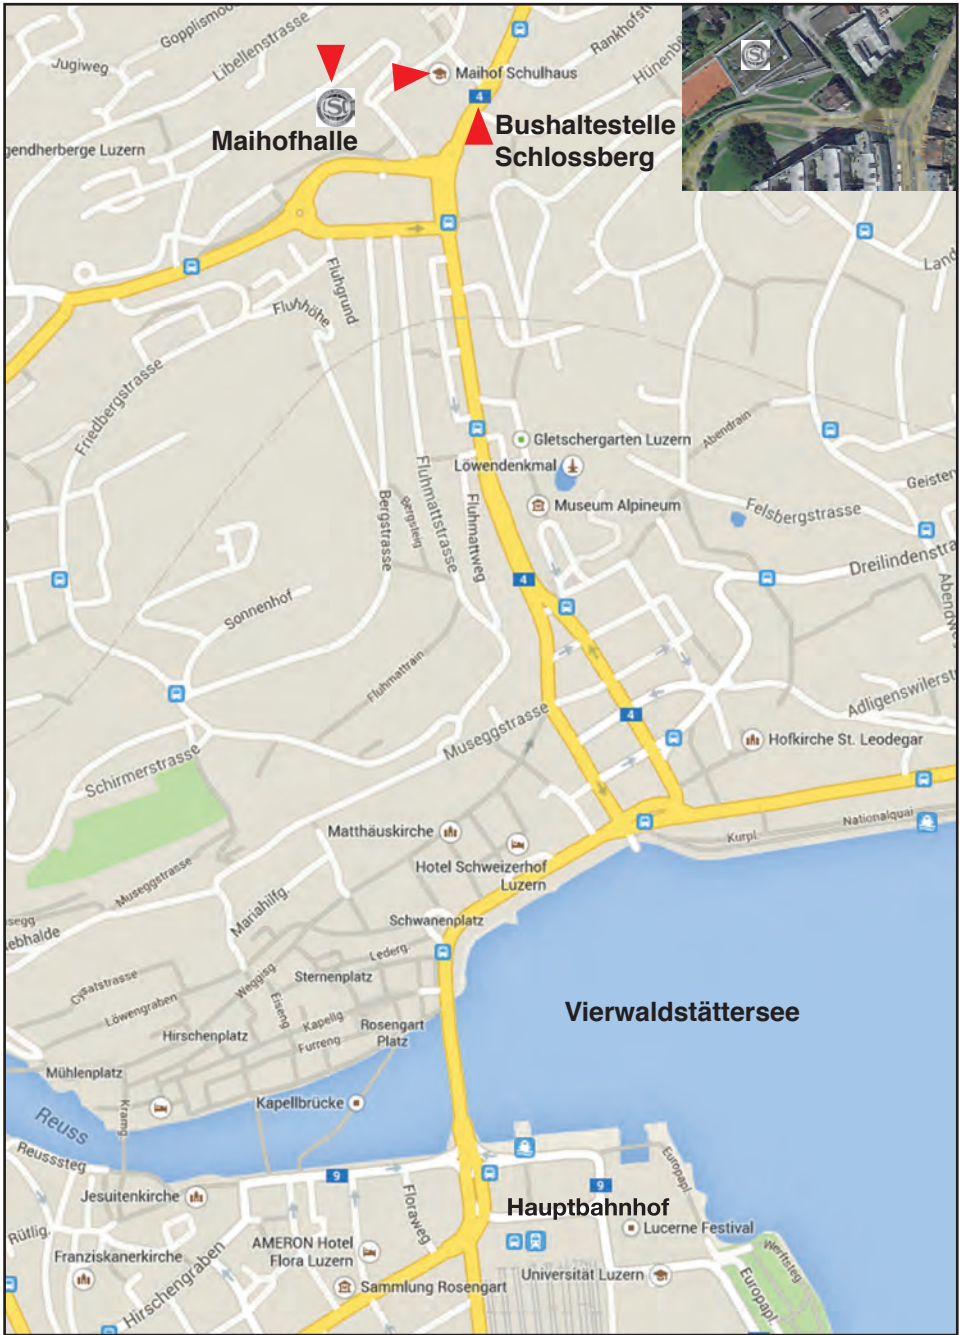 Gopplismoo
Libellenstrasse
Jugiweg
Rankhofst
Hünenbe
Maihof Schulhaus
4
Maihofhalle
Bushaltestelle
Schlossberg
gendherberge Luzern
Land
Fluhgrund
Fluhhöhe
Friedbergstrasse
Abendrain
Gletschergarten Luzern
Löwendenkmal
Museum Alpineum
Geisten
Felsbergstrasse
Dreilindenstra
Bergstrasse
Bergsteig
Fluhmattstrasse
Fluhmattweg
4
Abendwe
Sonnenhof
Fluhmattrain
Adligenswilerst
Museggstrasse
4
Hofkirche St. Leodegar
Schirmerstrasse
Matthäuskirche
Nationalquai
Kurpl.
Hotel Schweizerhof
Luzern
Museggstrasse
Mariahilfg.
Schwanenplatz
segg
ebhalde
Lederg.
Weggisg.
Sternenplatz
Cysatstrasse
Löwengraben
Eiseng
Kapellg
Rosengart
Platz
Hirschenplatz
Furreng
Vierwaldstättersee
Mühlenplatz
Kramg
Kapellbrücke
Reuss
Reusssteg
9
Europapl.
Jesuitenkirche
9
Hauptbahnhof
Floraweg
Lucerne Festival
Rütlig.
Franziskanerkirche
Hirschengraben
AMERON Hotel
Flora Luzern
Werftsteg
Universität Luzern
Sammlung Rosengart
Europapl.